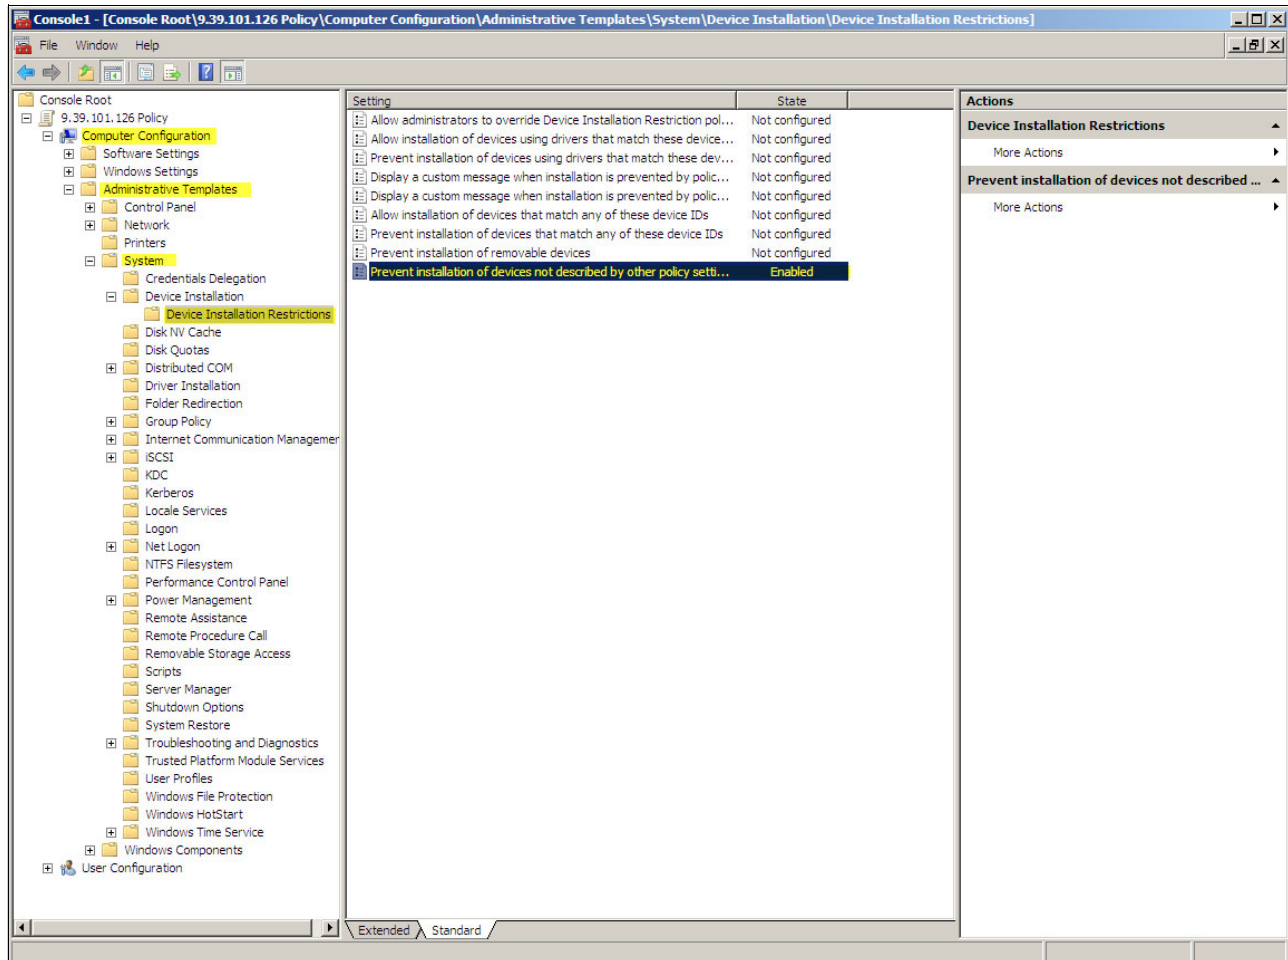 Console1 - [Console Root\9.39.101.126 Policy\Computer Configuration\Administrative Templates\System\Device Installation\Device Installation Restrictions]
File Window Help
Console Root
9.39.101.126 Policy
Computer Configuration
Software Settings
Windows Settings
Administrative Templates
Control Panel
Network
Printers
System
Credentials Delegation
Device Installation
Device Installation Restrictions
Disk NV Cache
Disk Quotas
Distributed COM
Driver Installation
Folder Redirection
Group Policy
Internet Communication Managemer
iSCSI
KDC
Kerberos
Locale Services
Logon
Net Logon
NTFS Filesystem
Performance Control Panel
Power Management
Remote Assistance
Remote Procedure Call
Removable Storage Access
Scripts
Server Manager
Shutdown Options
System Restore
Troubleshooting and Diagnostics
Trusted Platform Module Services
User Profiles
Windows File Protection
Windows HotStart
Windows Time Service
Windows Components
User Configuration
Setting State
Allow administrators to override Device Installation Restriction pol... Not configured
Allow installation of devices using drivers that match these device... Not configured
Prevent installation of devices using drivers that match these dev... Not configured
Display a custom message when installation is prevented by polic... Not configured
Display a custom message when installation is prevented by polic... Not configured
Allow installation of devices that match any of these device IDs Not configured
Prevent installation of devices that match any of these device IDs Not configured
Prevent installation of removable devices Not configured
Prevent installation of devices not described by other policy setti... Enabled
Extended Standard
Actions
Device Installation Restrictions
More Actions
Prevent installation of devices not described ...
More Actions